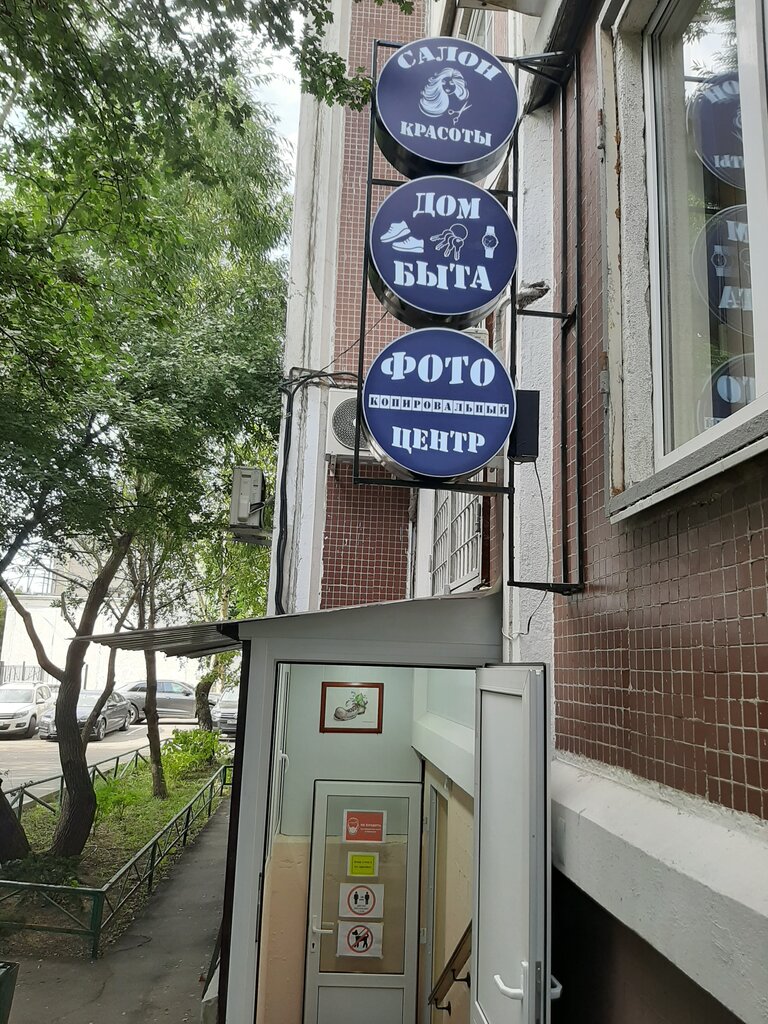 САЛОН
КРАСОТЫ
ДОМ
БЫТА
ФОТО
КОПИРОВАЛЬНЫЙ
ЦЕНТР